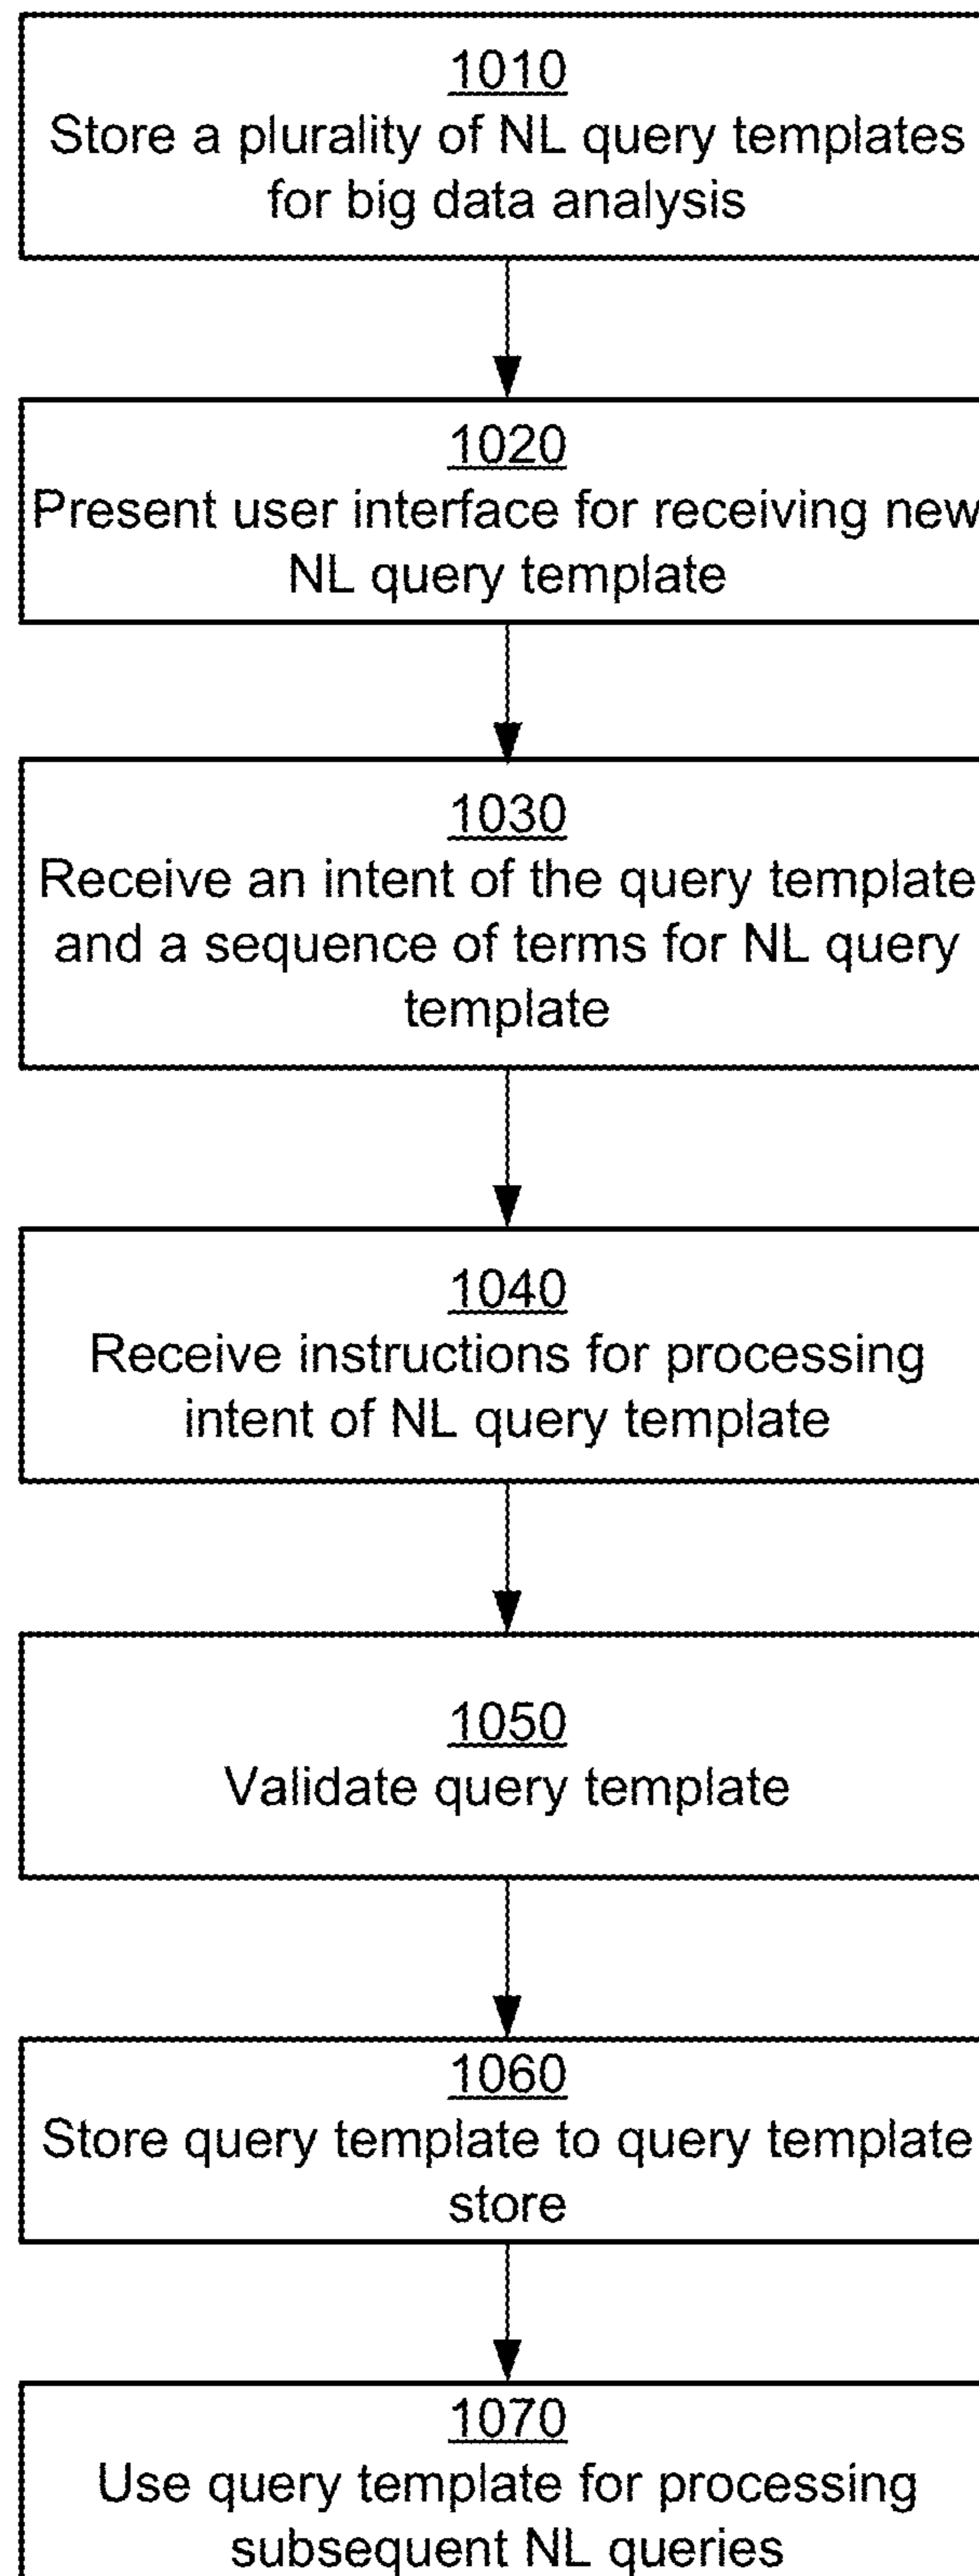 1010
Store a plurality of NL query templates
for big data analysis
1020
Present user interface for receiving new
NL query template
1030
Receive an intent of the query template
and a sequence of terms for NL query
template
1040
Receive instructions for processing
intent of NL query template
1050
Validate query template
1060
Store query template to query template
store
1070
Use query template for processing
subsequent NL queries